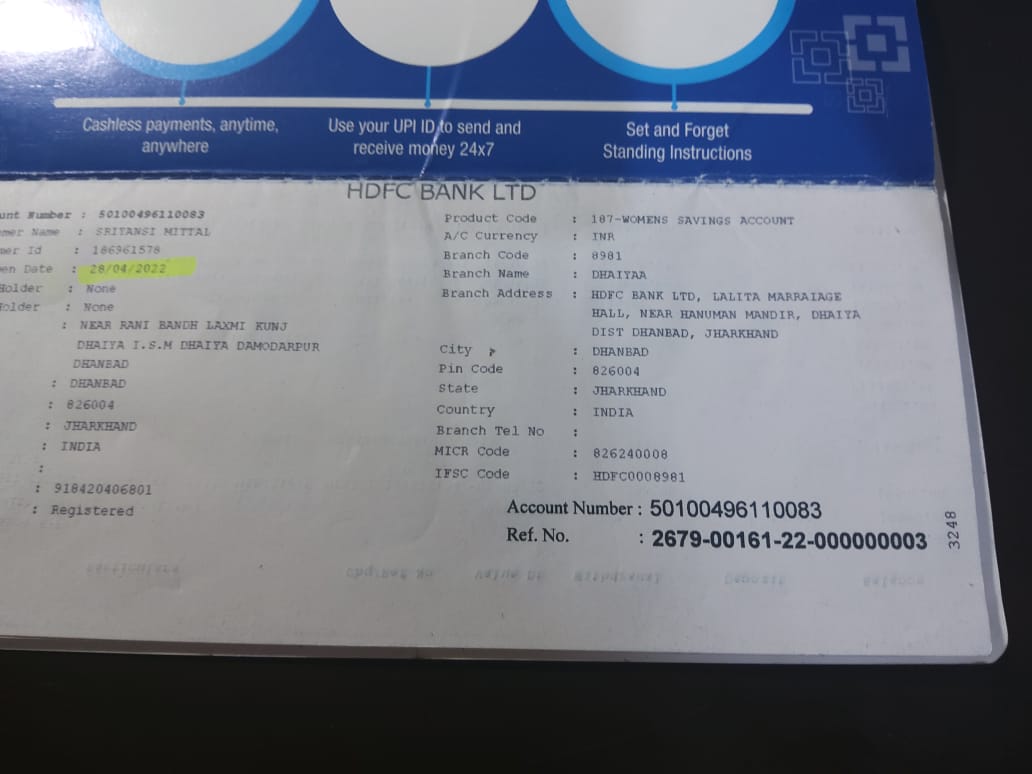 Cashless payments, anytime,
anywhere
Use your UPI ID to send and
receive money 24x7
Set and Forget
Standing Instructions
HDFC BANK LTD
unt Number : 50100496110083
mer Name : SRIYANSI MITTAL
mer Id : 186961578
en Date : 28/04/2022
Holder : None
Holder : None
: NEAR RANI BANDH LAXMI KUNJ
DHAIYA I.S.M DHAIYA DAMODARPUR
DHANBAD
: DHANBAD
: 826004
: JHARKHAND
: INDIA
:
: 918420406801
: Registered
Product Code : 187-WOMENS SAVINGS ACCOUNT
A/C Currency : INR
Branch Code : 8981
Branch Name : DHAIYAA
Branch Address : HDFC BANK LTD, LALITA MARRAIAGE
HALL, NEAR HANUMAN MANDIR, DHAIYA
DIST DHANBAD, JHARKHAND
City : DHANBAD
Pin Code : 826004
State : JHARKHAND
Country : INDIA
Branch Tel No :
MICR Code : 826240008
IFSC Code : HDFC0008981
Account Number : 50100496110083
Ref. No. : 2679-00161-22-000000003
3248